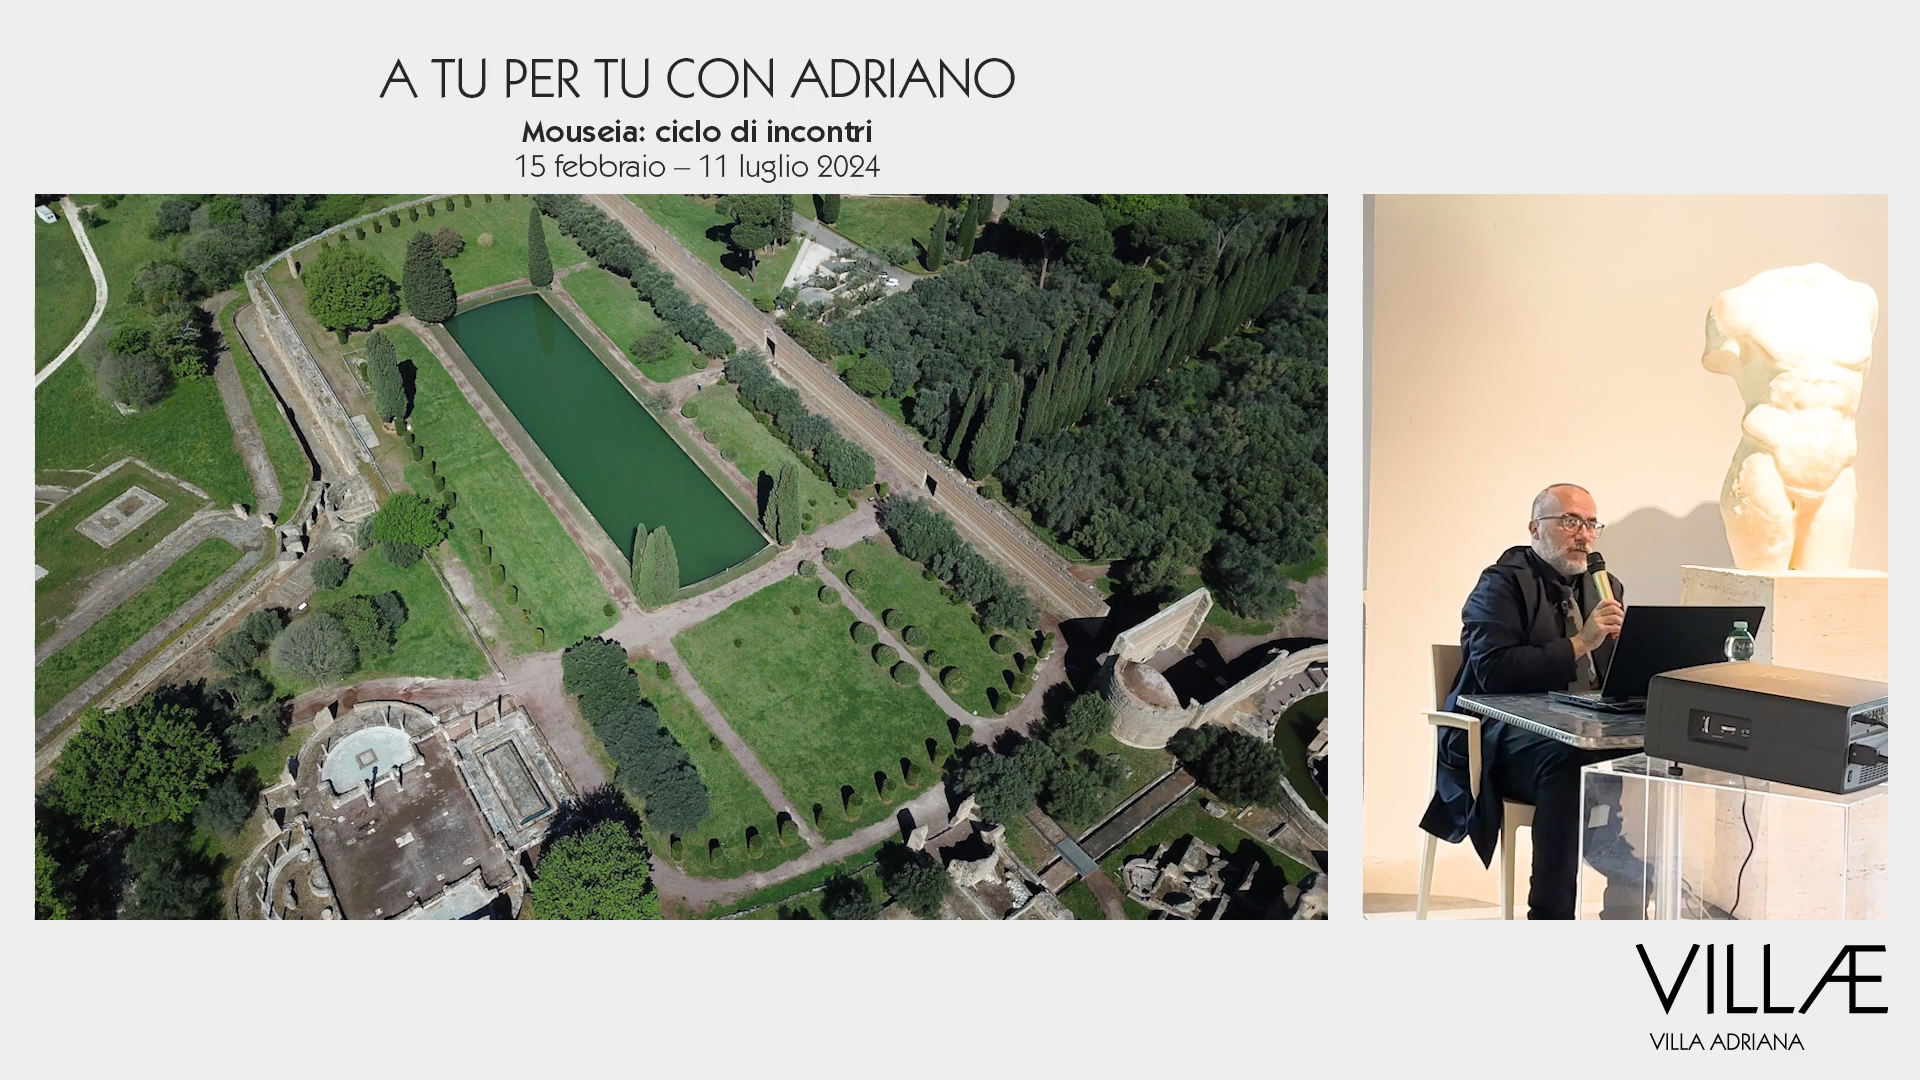 A TU PER TU CON ADRIANO
Mouseia: ciclo di incontri
15 febbraio – 11 luglio 2024
VILLÆ
VILLA ADRIANA